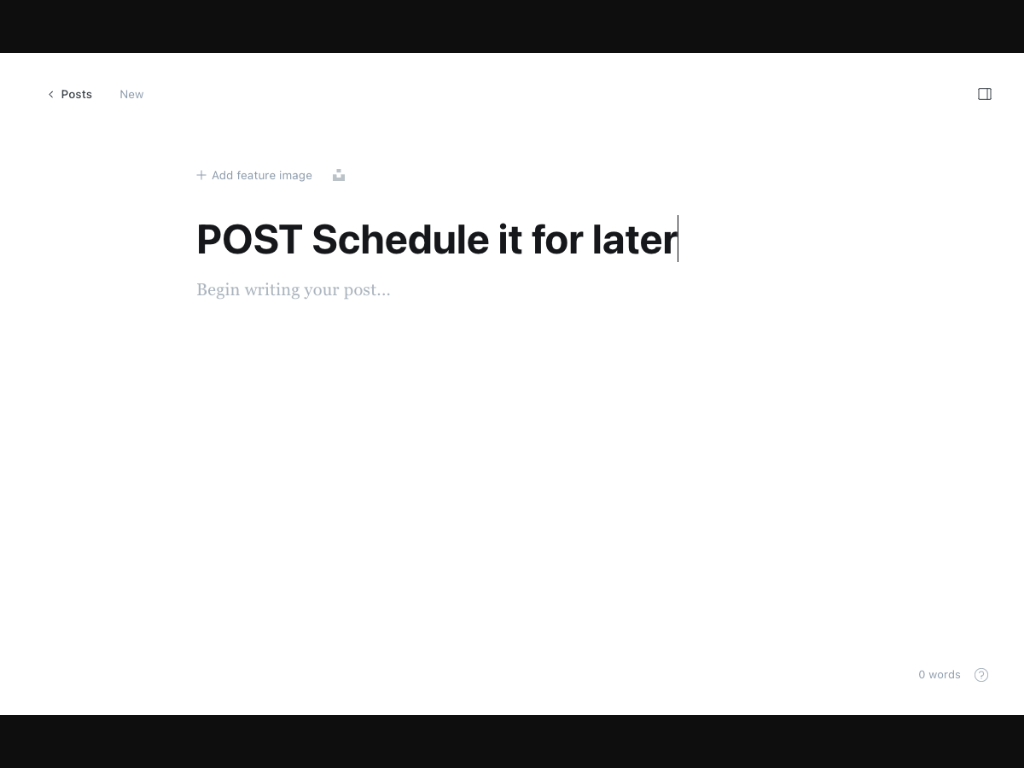 Posts New
Add feature image
POST Schedule it for later
Begin writing your post...
0 words